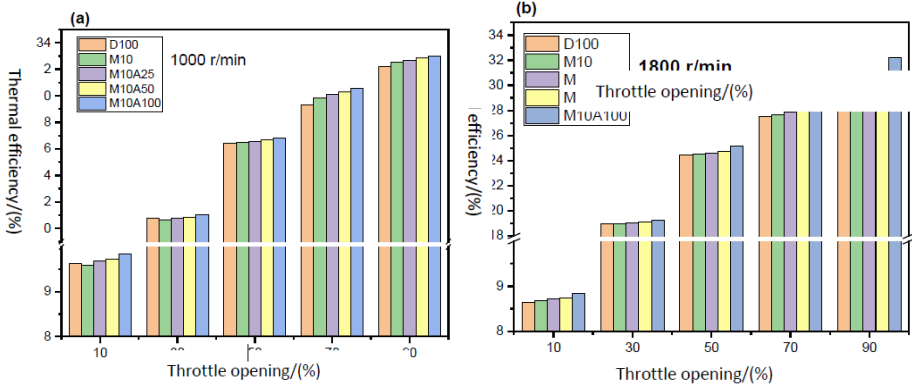 (a)
Thermal efficiency/(%)
34
2
0
6
2
0
9
8
D100
M10
M10A25
M10A50
M10A100
1000 r/min
10
Throttle opening/(%)
(b)
efficiency/(%)
34
32
30
28
26
24
22
20
19
18
9
8
D100
M10
M
M
M10A100
1800 r/min
Throttle opening/(%)
10 30 50 70 90
Throttle opening/(%)